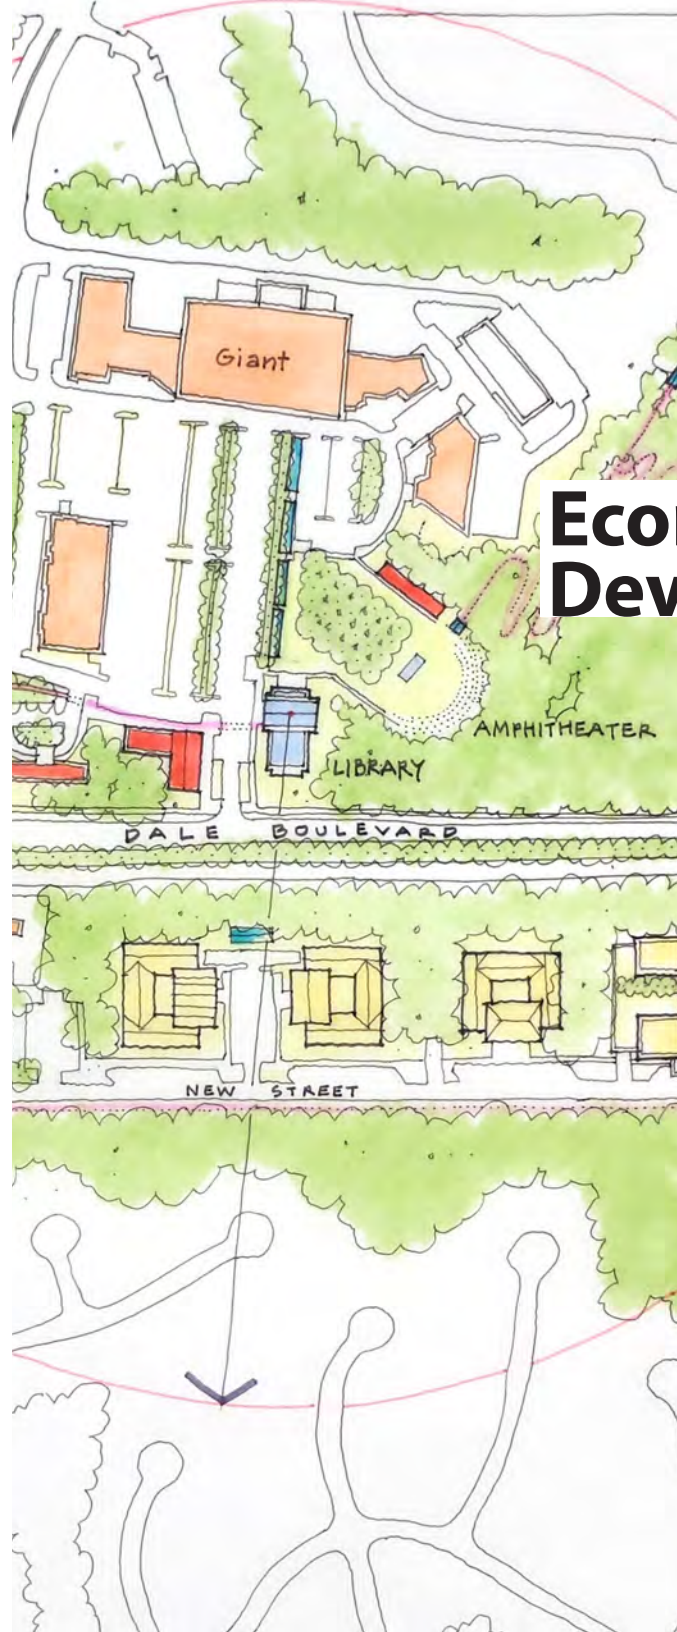 Giant
Econ
Dev
AMPHITHEATER
LIBRARY
DALE BOULEVARD
NEW STREET